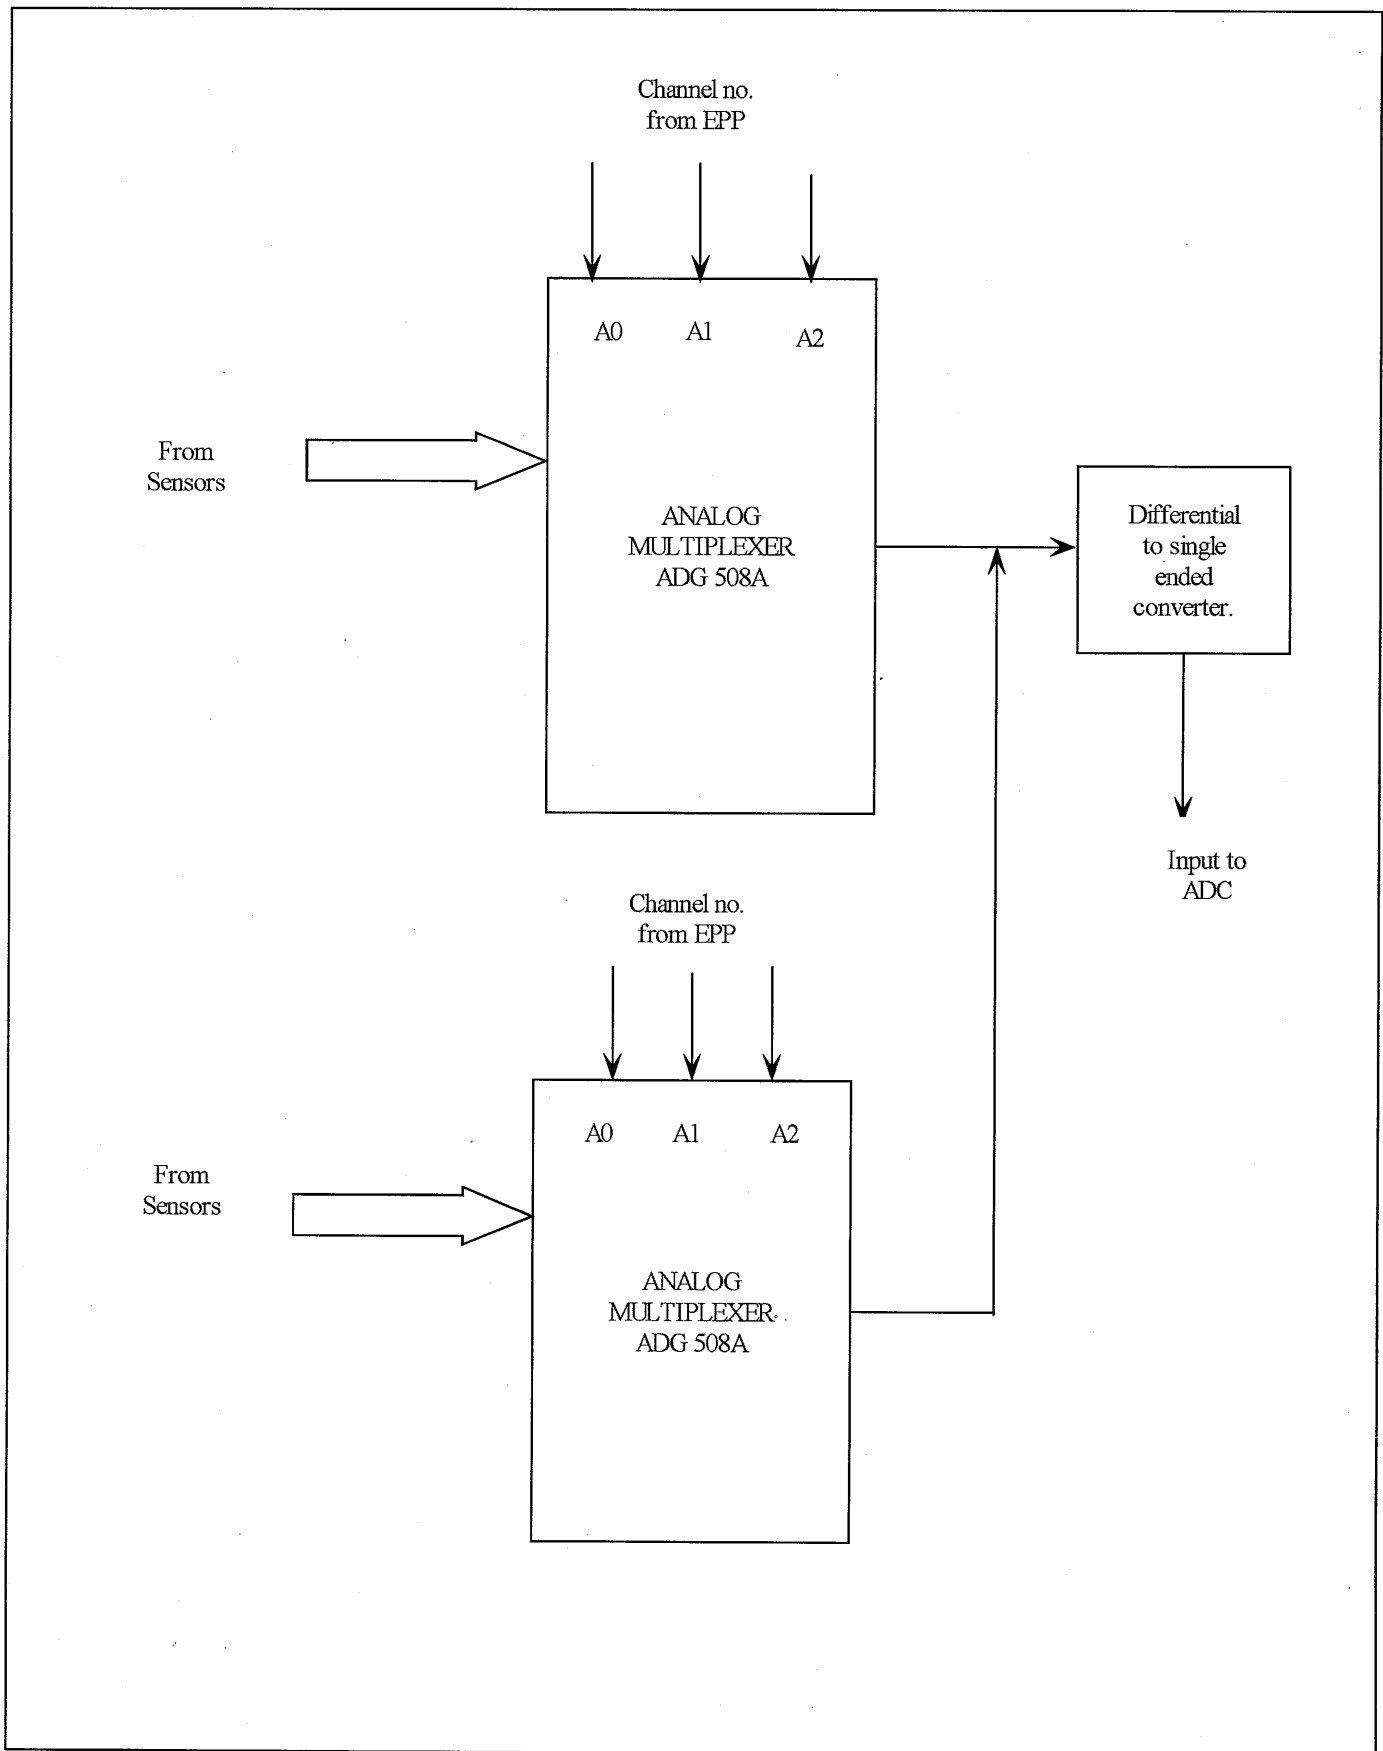 Channel no.
from EPP
A0 A1 A2
From
Sensors
ANALOG
MULTIPLEXER
ADG 508A
Differential
to single
ended
converter.
Input to
ADC
Channel no.
from EPP
A0 A1 A2
From
Sensors
ANALOG
MULTIPLEXER
ADG 508A